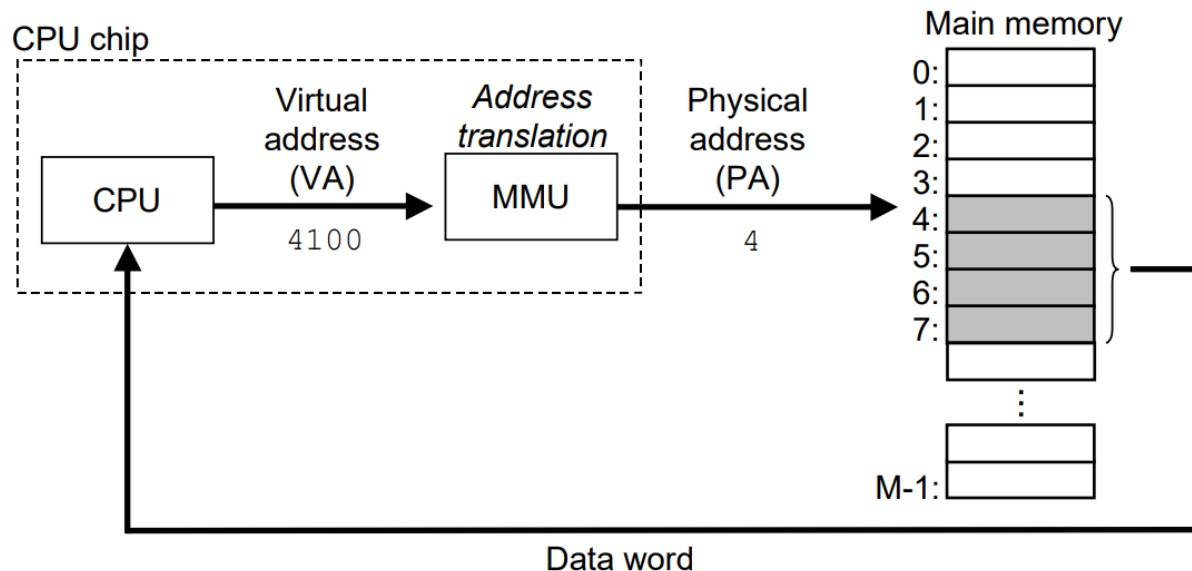 CPU chip
Virtual
address
(VA)
4100
Address
translation
CPU
MMU
Physical
address
(PA)
4
Main memory
0:
1:
2:
3:
4:
5:
6:
7:
⋮
M-1:
Data word